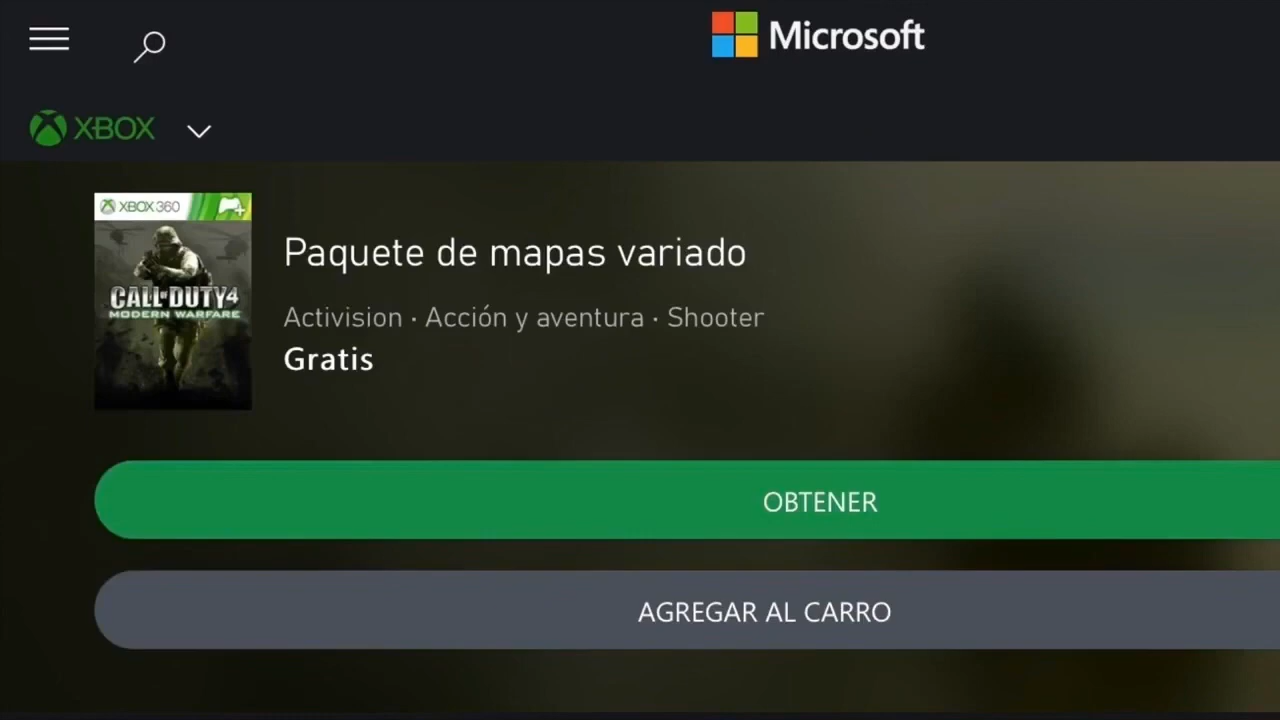 Microsoft
XBOX
XBOX 360
CALL OF DUTY 4
MODERN WARFARE
Paquete de mapas variado
Activision · Acción y aventura · Shooter
Gratis
OBTENER
AGREGAR AL CARRO